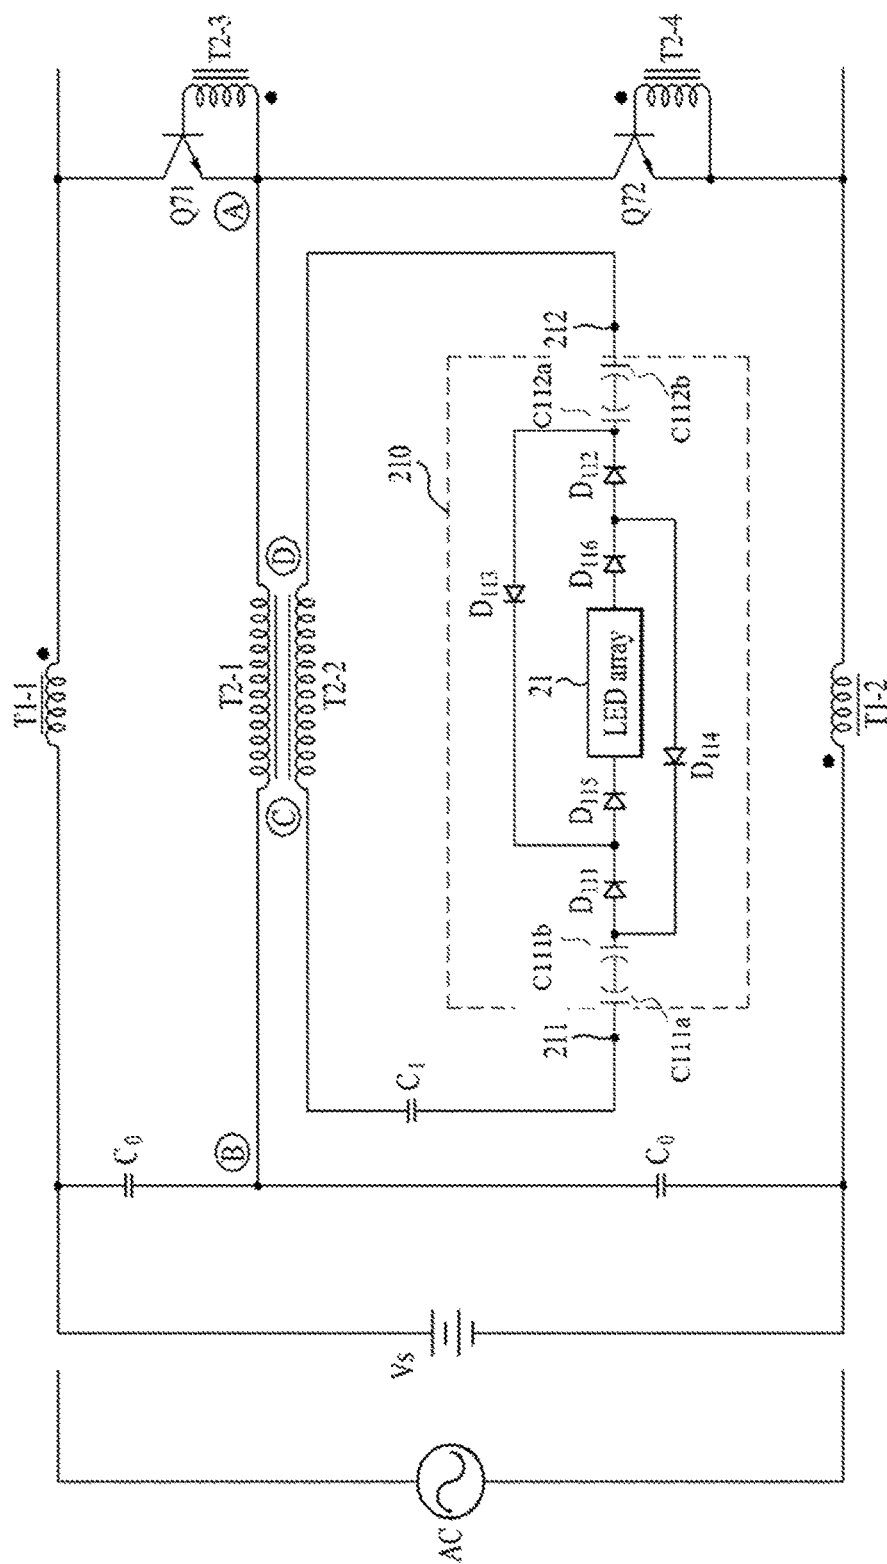 AC
Vs
C0
C0
B
C1
T1-1
T2-1
T2-2
C
D
T1-2
210
211
C111a
C111b
D111
D115
21
LED array
D113
D114
D116
D112
C112a
C112b
212
A
Q71
T2-3
Q72
T2-4